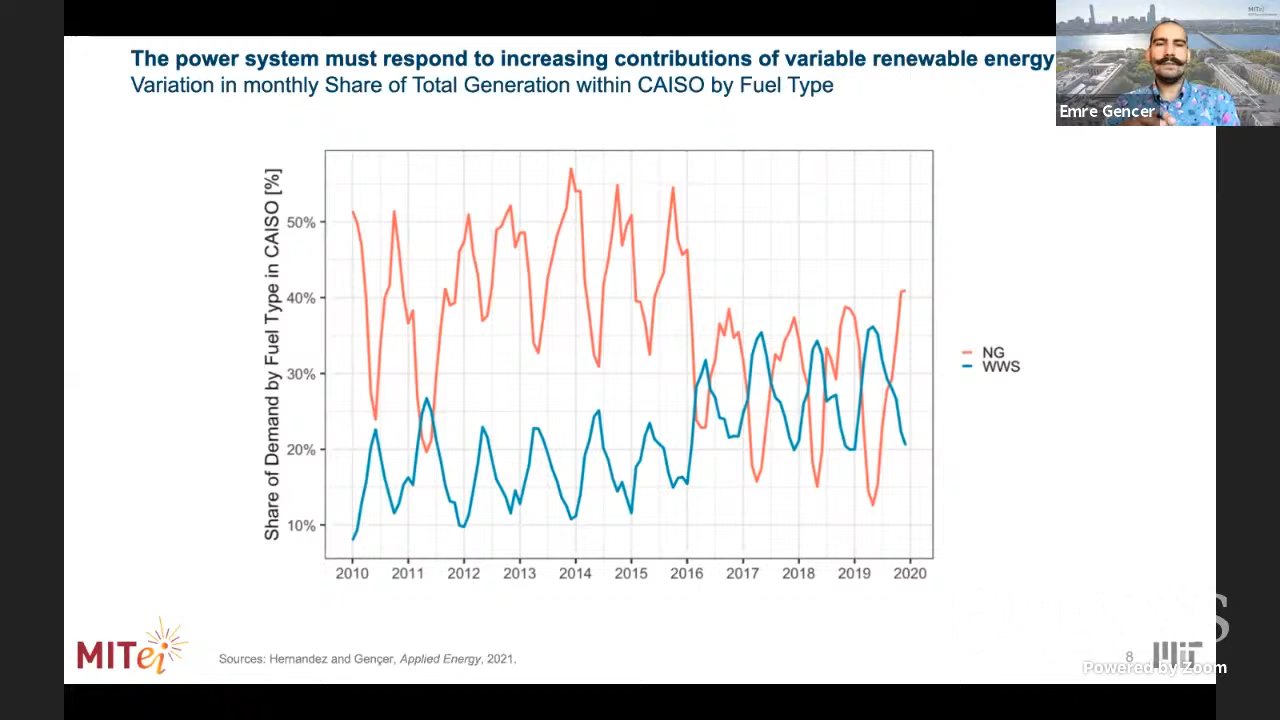 The power system must respond to increasing contributions of variable renewable energy
Variation in monthly Share of Total Generation within CAISO by Fuel Type
MITei
Emre Gencer
Share of Demand by Fuel Type in CAISO [%]
50%
40%
30%
20%
10%
2010 2011 2012 2013 2014 2015 2016 2017 2018 2019 2020
NG
WWS
MITei
Sources: Hernandez and Gençer, Applied Energy, 2021.
8
MIT
Powered by Zoom